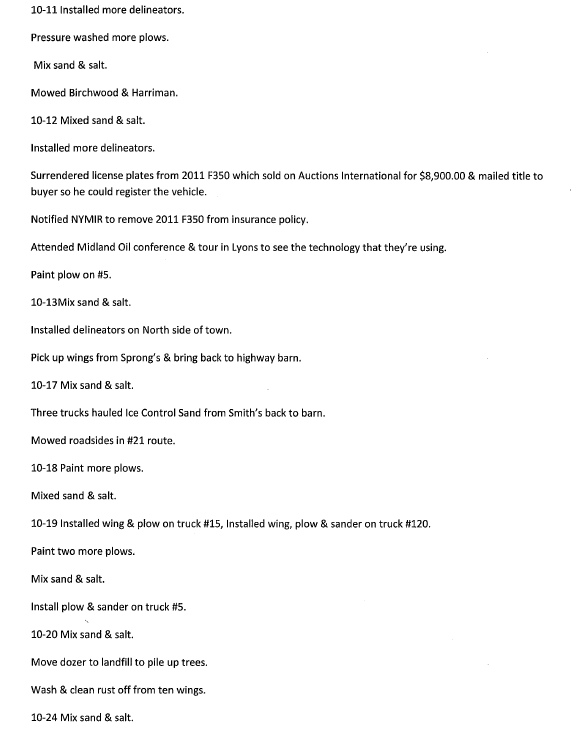 10-11 Installed more delineators.
Pressure washed more plows.
Mix sand & salt.
Mowed Birchwood & Harriman.
10-12 Mixed sand & salt.
Installed more delineators.
Surrendered license plates from 2011 F350 which sold on Auctions International for $8,900.00 & mailed title to
buyer so he could register the vehicle.
Notified NYMIR to remove 2011 F350 from insurance policy.
Attended Midland Oil conference & tour in Lyons to see the technology that they're using.
Paint plow on #5.
10-13Mix sand & salt.
Installed delineators on North side of town.
Pick up wings from Sprong's & bring back to highway barn.
10-17 Mix sand & salt.
Three trucks hauled Ice Control Sand from Smith's back to barn.
Mowed roadsides in #21 route.
10-18 Paint more plows.
Mixed sand & salt.
10-19 Installed wing & plow on truck #15, Installed wing, plow & sander on truck #120.
Paint two more plows.
Mix sand & salt.
Install plow & sander on truck #5.
10-20 Mix sand & salt.
Move dozer to landfill to pile up trees.
Wash & clean rust off from ten wings.
10-24 Mix sand & salt.